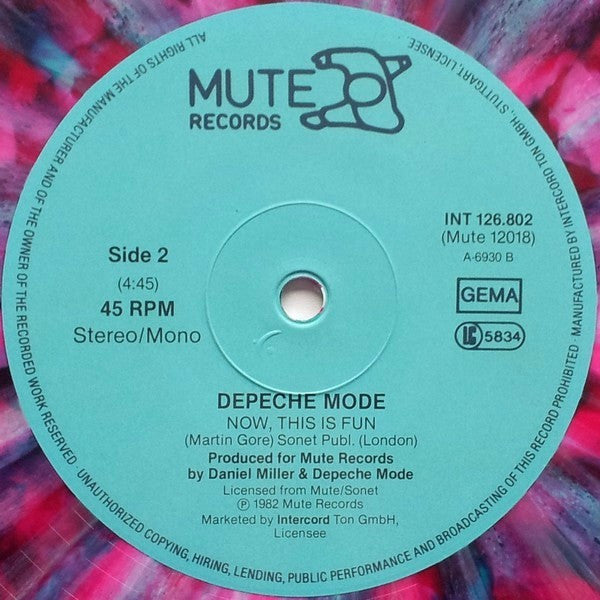 MUTE
RECORDS
INT 126.802
(Mute 12018)
A-6930 B
GEMA
LC 5834
Side 2
(4:45)
45 RPM
Stereo/Mono
DEPECHE MODE
NOW, THIS IS FUN
(Martin Gore) Sonet Publ. (London)
Produced for Mute Records
by Daniel Miller & Depeche Mode
Licensed from Mute/Sonet
Ⓟ 1982 Mute Records
Marketed by Intercord Ton GmbH,
Licensee
ALL RIGHTS OF THE MANUFACTURER AND OF THE OWNER OF THE RECORDED WORK RESERVED · UNAUTHORIZED COPYING, HIRING, LENDING, PUBLIC PERFORMANCE AND BROADCASTING OF THIS RECORD PROHIBITED · MANUFACTURED BY INTERCORD TON GMBH., STUTTGART, LICENSEE